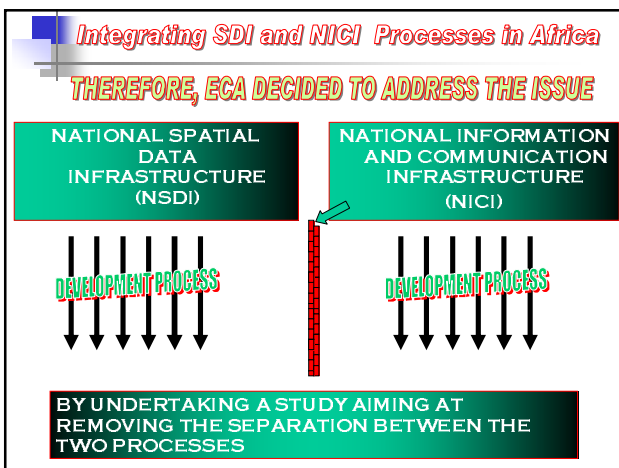 Integrating SDI and NICI Processes in Africa
THEREFORE, ECA DECIDED TO ADDRESS THE ISSUE
NATIONAL SPATIAL
DATA
INFRASTRUCTURE
(NSDI)
NATIONAL INFORMATION
AND COMMUNICATION
INFRASTRUCTURE
(NICI)
DEVELOPMENT PROCESS
DEVELOPMENT PROCESS
BY UNDERTAKING A STUDY AIMING AT
REMOVING THE SEPARATION BETWEEN THE
TWO PROCESSES